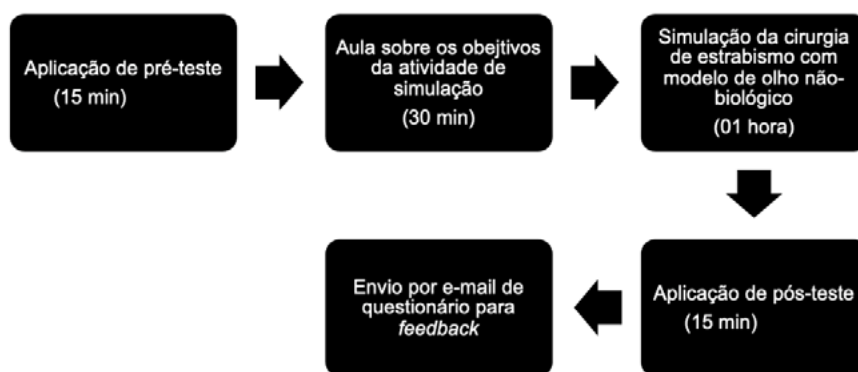 Aplicação de pré-teste
(15 min)
Aula sobre os obejtivos
da atividade de
simulação
(30 min)
Simulação da cirurgia
de estrabismo com
modelo de olho não-
biológico
(01 hora)
Aplicação de pós-teste
(15 min)
Envio por e-mail de
questionário para
feedback